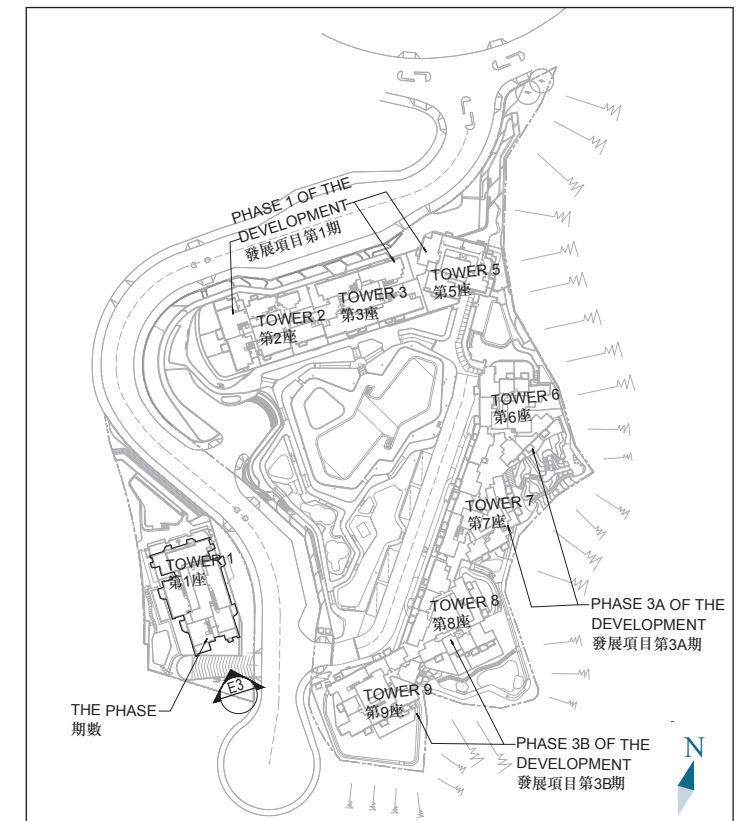 PHASE 1 OF THE
DEVELOPMENT
發展項目第1期
TOWER 5
第5座
TOWER 3
第3座
TOWER 2
第2座
TOWER 6
第6座
TOWER 7
第7座
TOWER 1
第1座
TOWER 8
第8座
PHASE 3A OF THE
DEVELOPMENT
發展項目第3A期
E3
TOWER 9
第9座
THE PHASE
期數
PHASE 3B OF THE
DEVELOPMENT
發展項目第3B期
N